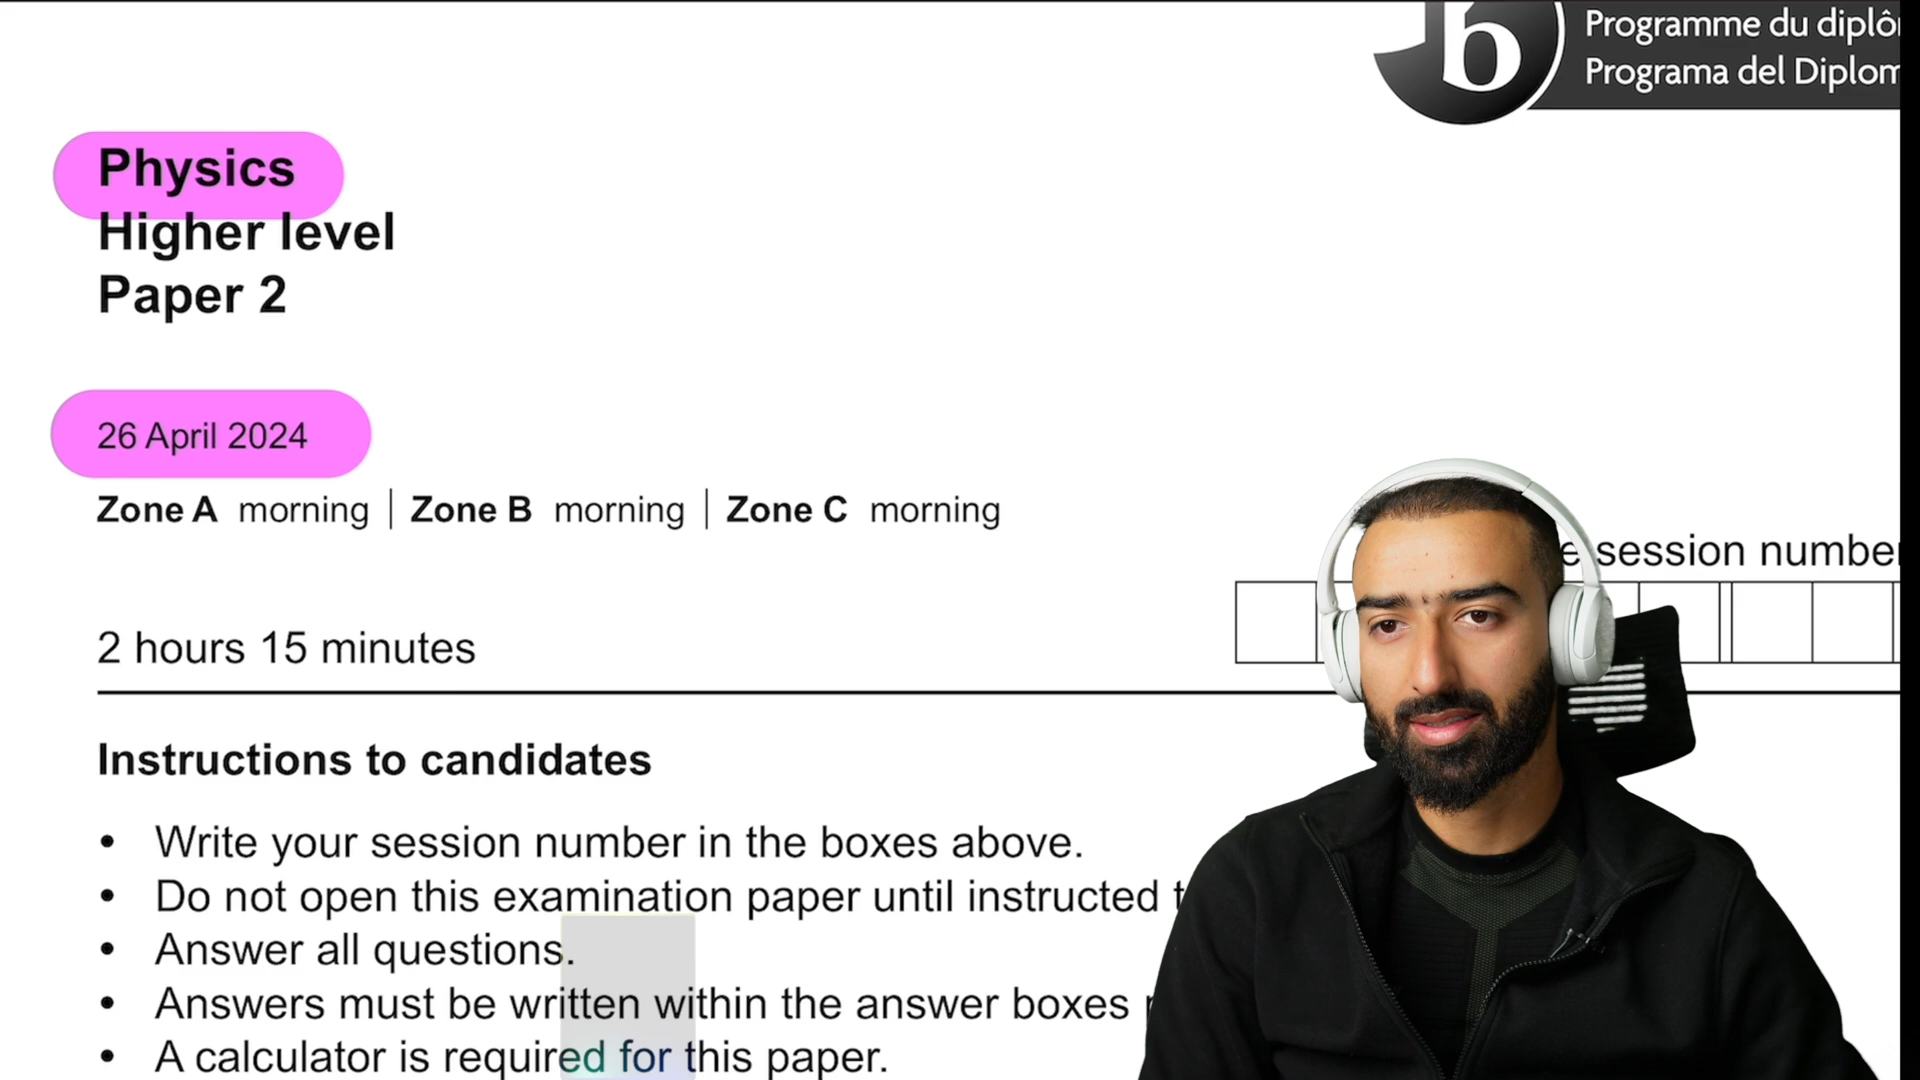 Programme du diplô
Programa del Diplom
Physics
Higher level
Paper 2
26 April 2024
Zone A morning | Zone B morning | Zone C morning
session number
2 hours 15 minutes
Instructions to candidates
• Write your session number in the boxes above.
• Do not open this examination paper until instructed t
• Answer all questions.
• Answers must be written within the answer boxes
• A calculator is required for this paper.